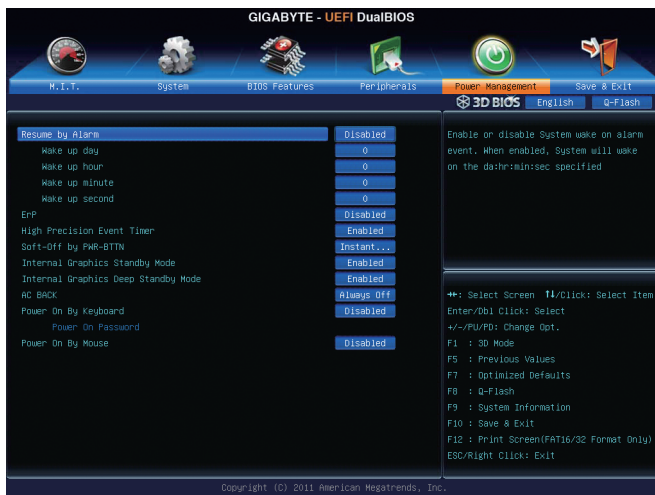 GIGABYTE - UEFI DualBIOS
M.I.T. System BIOS Features Peripherals Power Management Save & Exit
3D BIOS English Q-Flash
Resume by Alarm Disabled
Wake up day 0
Wake up hour 0
Wake up minute 0
Wake up second 0
ErP Disabled
High Precision Event Timer Enabled
Soft-Off by PWR-BTTN Instant...
Internal Graphics Standby Mode Enabled
Internal Graphics Deep Standby Mode Enabled
AC BACK Always Off
Power On By Keyboard Disabled
Power On Password
Power On By Mouse Disabled
Enable or disable System wake on alarm
event. When enabled, System will wake
on the da:hr:min:sec specified
→←: Select Screen ↑↓/Click: Select Item
Enter/Dbl Click: Select
+/-/PU/PD: Change Opt.
F1 : 3D Mode
F5 : Previous Values
F7 : Optimized Defaults
F8 : Q-Flash
F9 : System Information
F10 : Save & Exit
F12 : Print Screen(FAT16/32 Format Only)
ESC/Right Click: Exit
Copyright (C) 2011 American Megatrends, Inc.